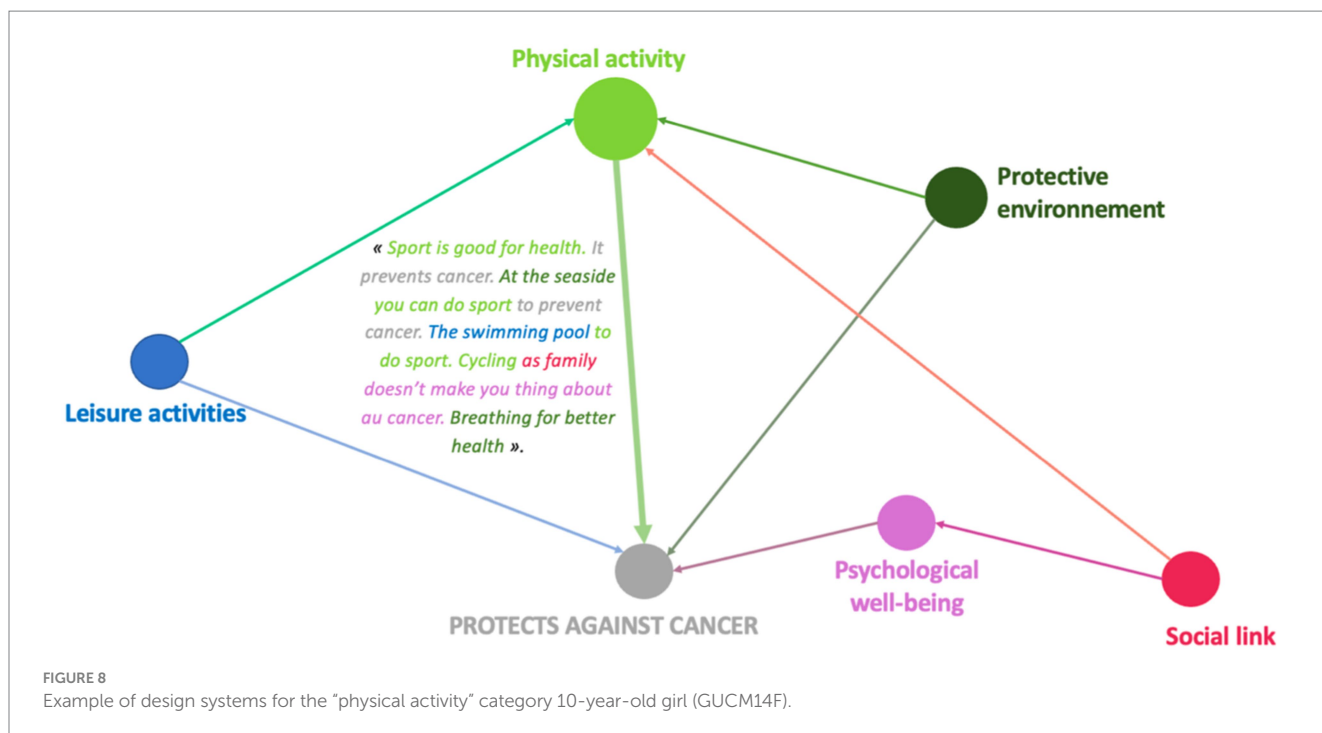 Physical activity
Protective
environnement
« Sport is good for health. It
prevents cancer. At the seaside
you can do sport to prevent
cancer. The swimming pool to
do sport. Cycling as family
doesn't make you thing about
au cancer. Breathing for better
health ».
Leisure activities
Psychological
well-being
PROTECTS AGAINST CANCER
Social link
FIGURE 8
Example of design systems for the “physical activity” category 10-year-old girl (GUCM14F).